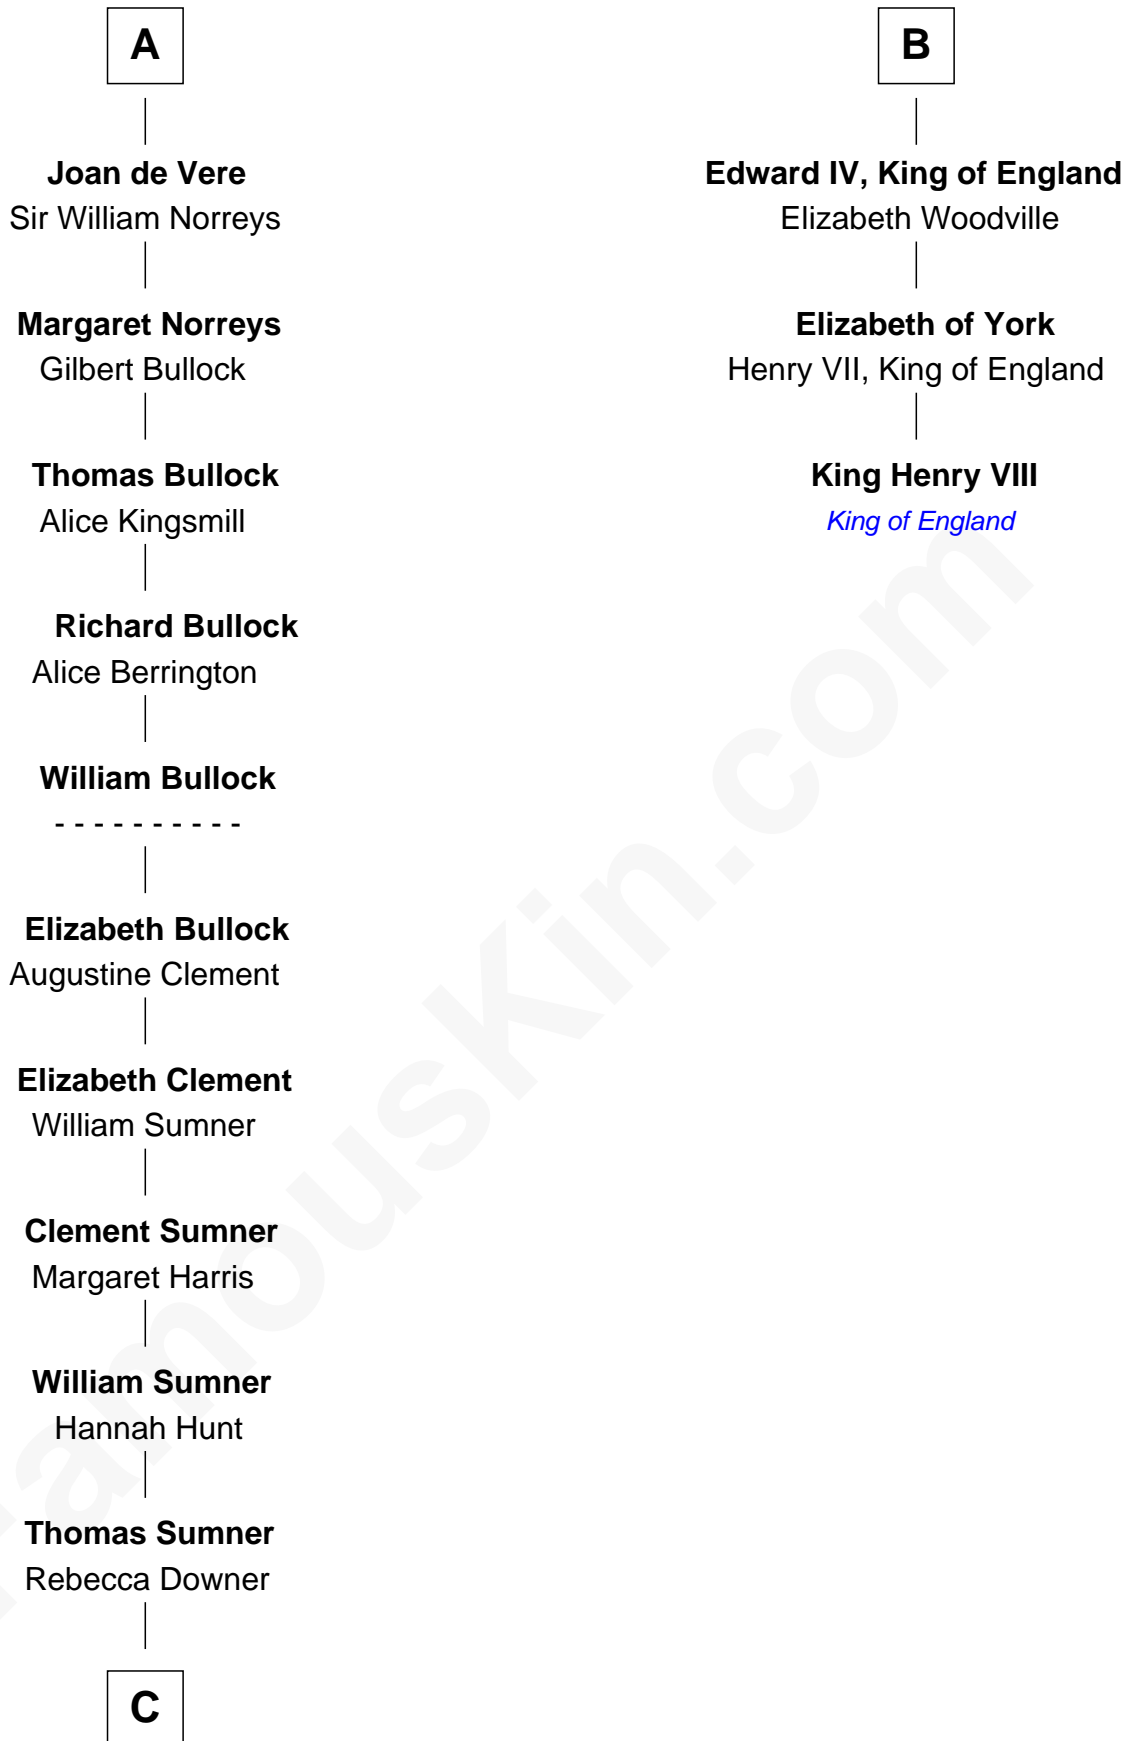 A
Joan de Vere
Sir William Norreys
Margaret Norreys
Gilbert Bullock
Thomas Bullock
Alice Kingsmill
Richard Bullock
Alice Berrington
William Bullock
- - - - - - - - - -
Elizabeth Bullock
Augustine Clement
Elizabeth Clement
William Sumner
Clement Sumner
Margaret Harris
William Sumner
Hannah Hunt
Thomas Sumner
Rebecca Downer
C
B
Edward IV, King of England
Elizabeth Woodville
Elizabeth of York
Henry VII, King of England
King Henry VIII
King of England
FamousKin.com